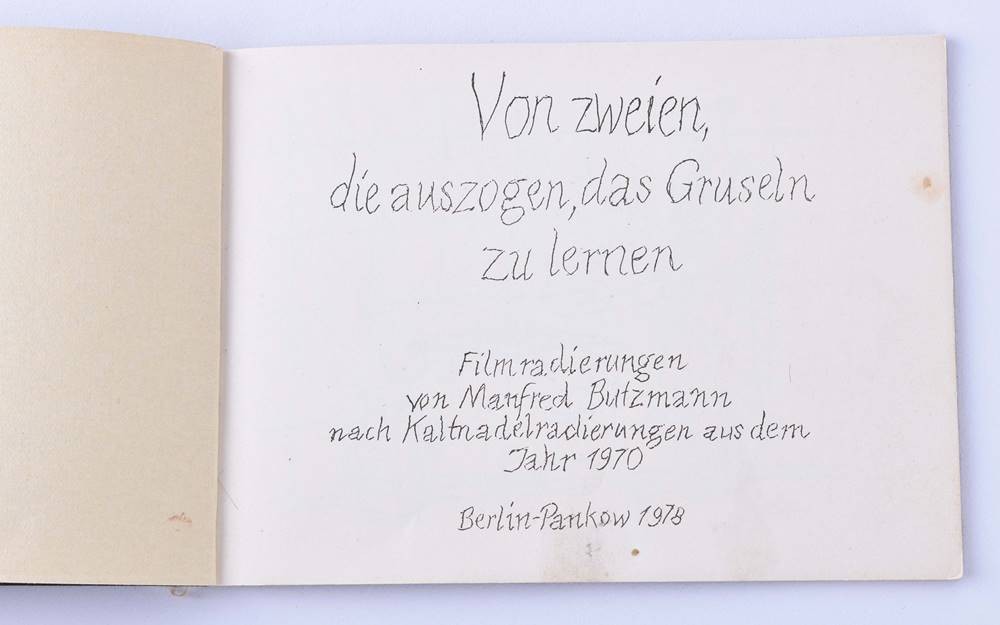 Von zweien,
die auszogen, das Gruseln
zu lernen
Filmradierungen
von Manfred Butzmann
nach Kaltnadelradierungen aus dem
Jahr 1970
Berlin-Pankow 1978